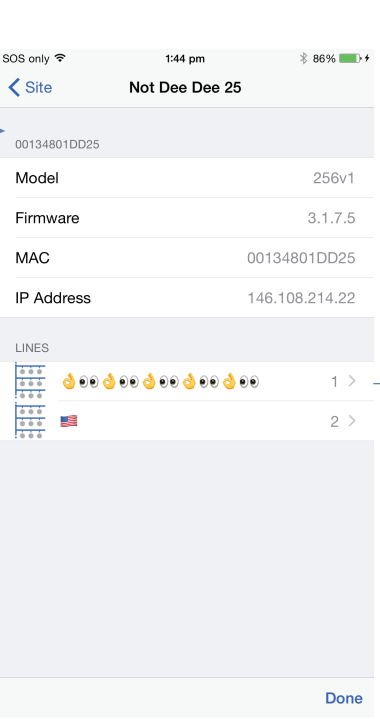 SOS only 1:44 pm 86%
Site Not Dee Dee 25
00134801DD25
Model 256v1
Firmware 3.1.7.5
MAC 00134801DD25
IP Address 146.108.214.22
LINES
👌👀👌👀👌👀👌👀👌👀 1
🇺🇸 2
Done